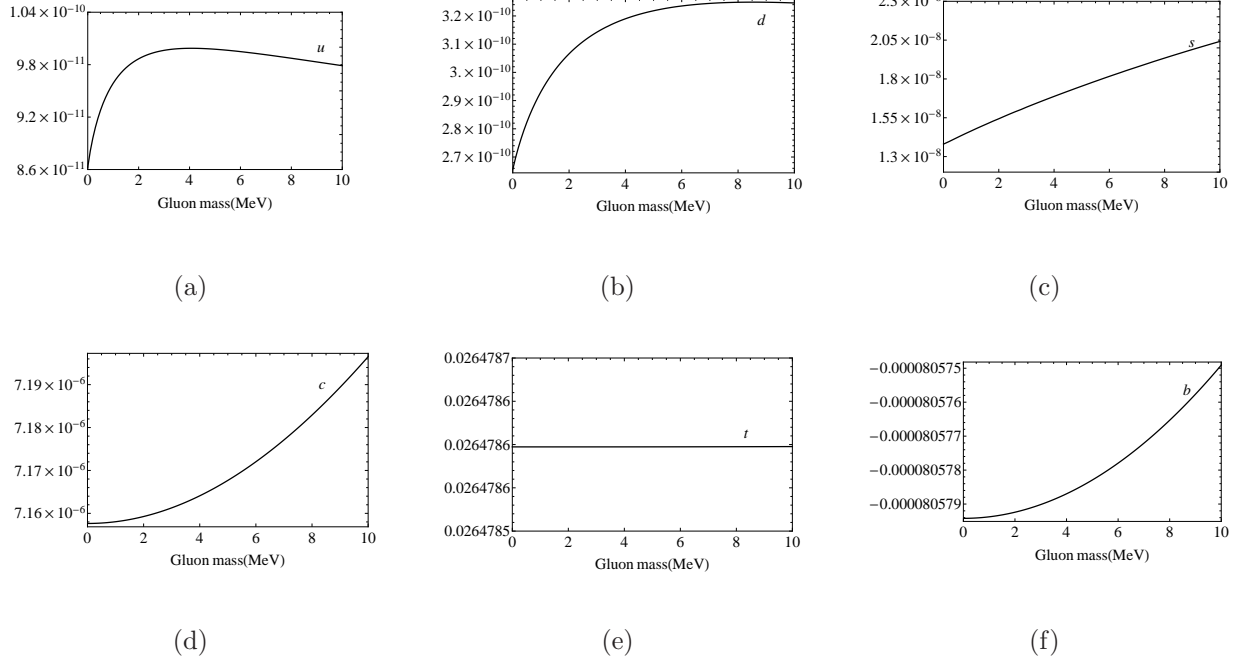 1.04 × 10⁻¹⁰
9.8 × 10⁻¹¹
9.2 × 10⁻¹¹
8.6 × 10⁻¹¹
u
0 2 4 6 8 10
Gluon mass(MeV)
(a)
3.2 × 10⁻¹⁰
3.1 × 10⁻¹⁰
3. × 10⁻¹⁰
2.9 × 10⁻¹⁰
2.8 × 10⁻¹⁰
2.7 × 10⁻¹⁰
d
0 2 4 6 8 10
Gluon mass(MeV)
(b)
2.3 × 10⁻⁸
2.05 × 10⁻⁸
1.8 × 10⁻⁸
1.55 × 10⁻⁸
1.3 × 10⁻⁸
s
0 2 4 6 8 10
Gluon mass(MeV)
(c)
7.19 × 10⁻⁶
7.18 × 10⁻⁶
7.17 × 10⁻⁶
7.16 × 10⁻⁶
c
0 2 4 6 8 10
Gluon mass(MeV)
(d)
0.0264787
0.0264786
0.0264786
0.0264785
0.0264785
t
0 2 4 6 8 10
Gluon mass(MeV)
(e)
−0.000080575
−0.000080576
−0.000080577
−0.000080578
−0.000080579
b
0 2 4 6 8 10
Gluon mass(MeV)
(f)